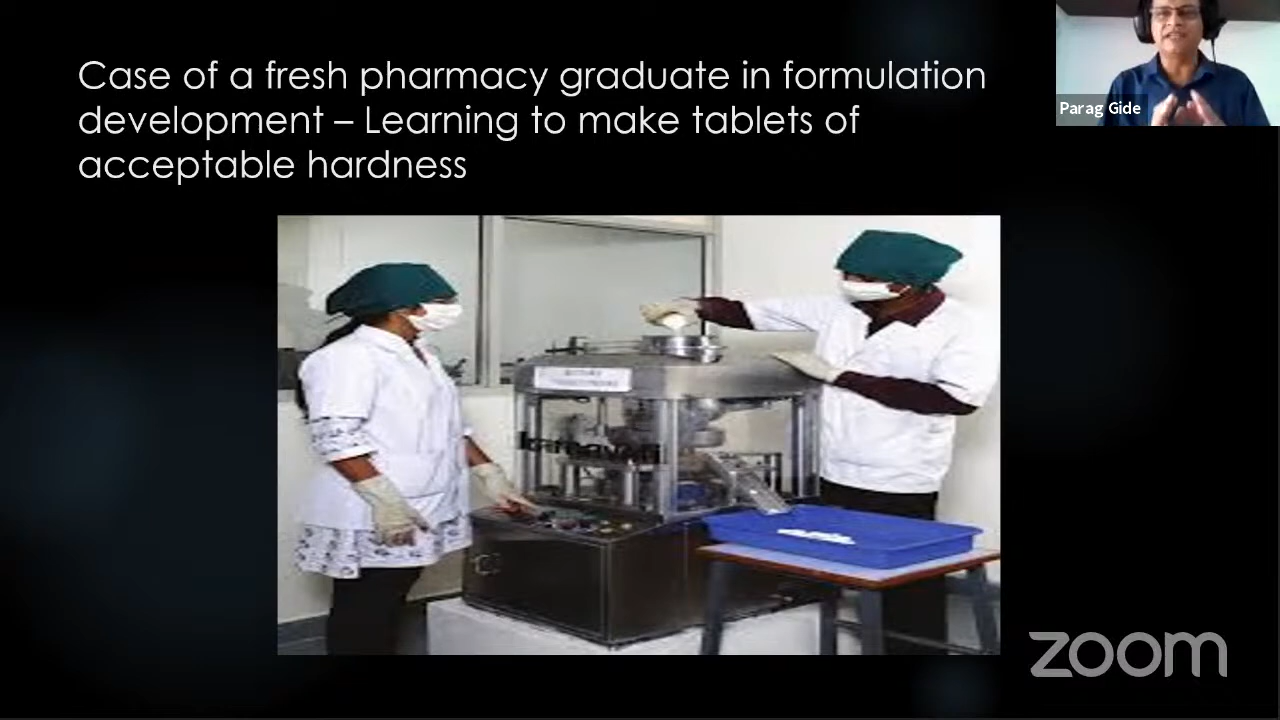 Case of a fresh pharmacy graduate in formulation
development – Learning to make tablets of
acceptable hardness
Parag Gide
zoom